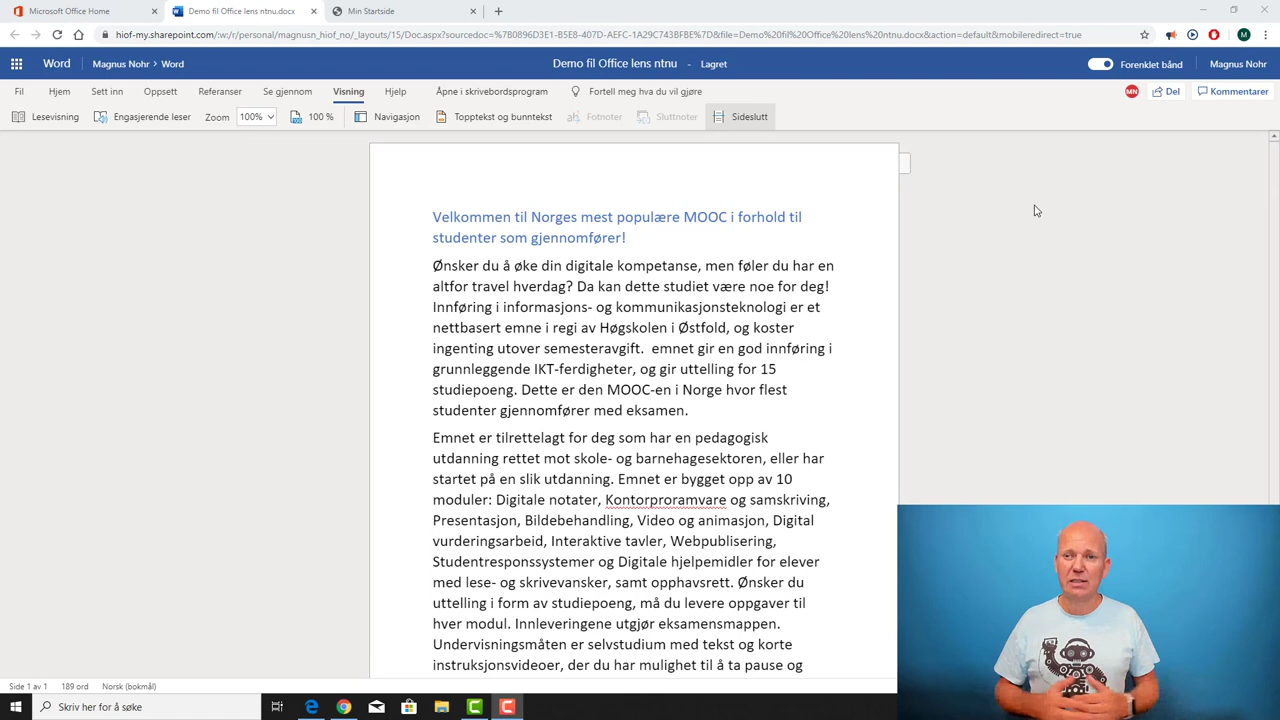 Microsoft Office Home
Demo fil Office lens ntnu.docx
Min Startside
hiof-my.sharepoint.com/:w:/r/personal/magnusn_hiof_no/_layouts/15/Doc.aspx?sourcedoc=%7B0896D3E1-B5E8-407D-AEFC-1A29C743BFBE%7D&file=Demo%20fil%20Office%20lens%20ntnu.docx&action=default&mobileredirect=true
M
Word
Magnus Nohr > Word
Demo fil Office lens ntnu - Lagret
Forenklet bånd
Magnus Nohr
Fil Hjem Sett inn Oppsett Referanser Se gjennom Visning Hjelp Åpne i skrivebordsprogram Fortell meg hva du vil gjøre MN Del Kommentarer
Lesevisning Engasjerende leser Zoom 100% 100 % Navigasjon Topptekst og bunntekst Fotnoter Sluttnoter Sideslutt
Velkommen til Norges mest populære MOOC i forhold til
studenter som gjennomfører!
Ønsker du å øke din digitale kompetanse, men føler du har en
altfor travel hverdag? Da kan dette studiet være noe for deg!
Innføring i informasjons- og kommunikasjonsteknologi er et
nettbasert emne i regi av Høgskolen i Østfold, og koster
ingenting utover semesteravgift.  emnet gir en god innføring i
grunnleggende IKT-ferdigheter, og gir uttelling for 15
studiepoeng. Dette er den MOOC-en i Norge hvor flest
studenter gjennomfører med eksamen.
Emnet er tilrettelagt for deg som har en pedagogisk
utdanning rettet mot skole- og barnehagesektoren, eller har
startet på en slik utdanning. Emnet er bygget opp av 10
moduler: Digitale notater, Kontorproramvare og samskriving,
Presentasjon, Bildebehandling, Video og animasjon, Digital
vurderingsarbeid, Interaktive tavler, Webpublisering,
Studentresponssystemer og Digitale hjelpemidler for elever
med lese- og skrivevansker, samt opphavsrett. Ønsker du
uttelling i form av studiepoeng, må du levere oppgaver til
hver modul. Innleveringene utgjør eksamensmappen.
Undervisningsmåten er selvstudium med tekst og korte
instruksjonsvideoer, der du har mulighet til å ta pause og
Side 1 av 1 189 ord Norsk (bokmål)
Skriv her for å søke